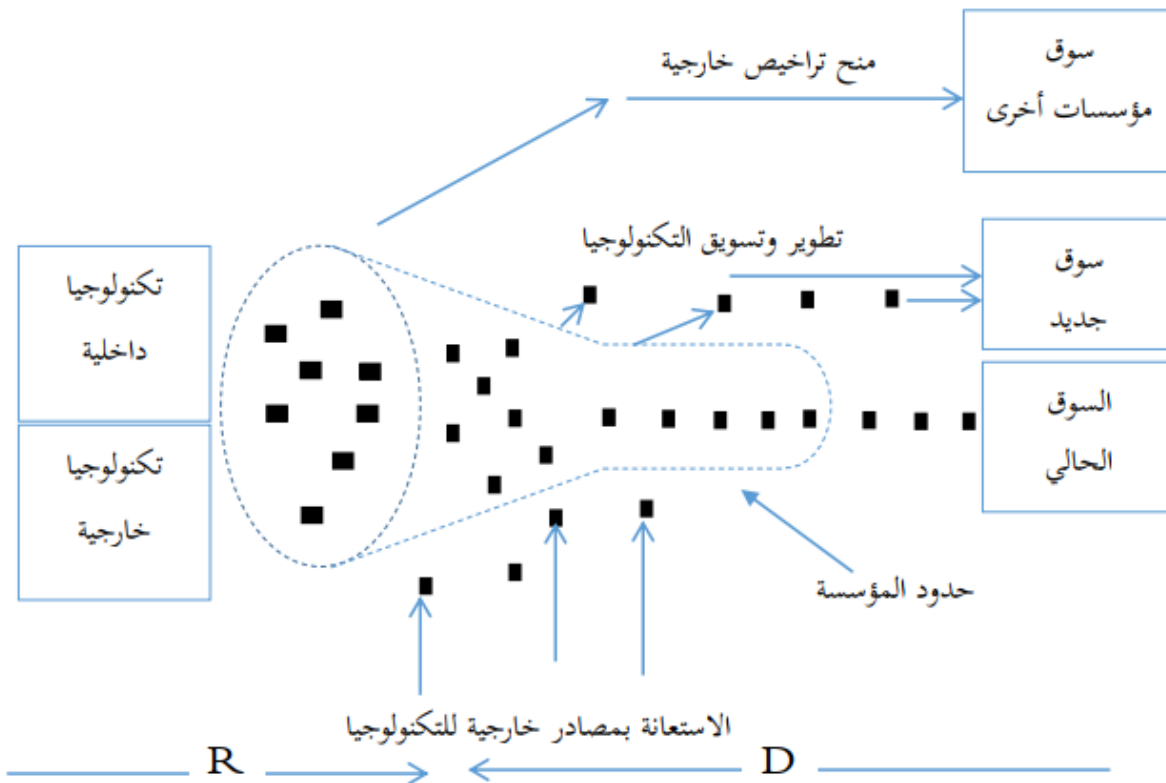 منح تراخيص خارجية
سوق
مؤسسات أخرى
تطوير وتسويق التكنولوجيا
سوق
جديد
تكنولوجيا
داخلية
السوق
الحالي
تكنولوجيا
خارجية
حدود المؤسسة
الاستعانة بمصادر خارجية للتكنولوجيا
R
D